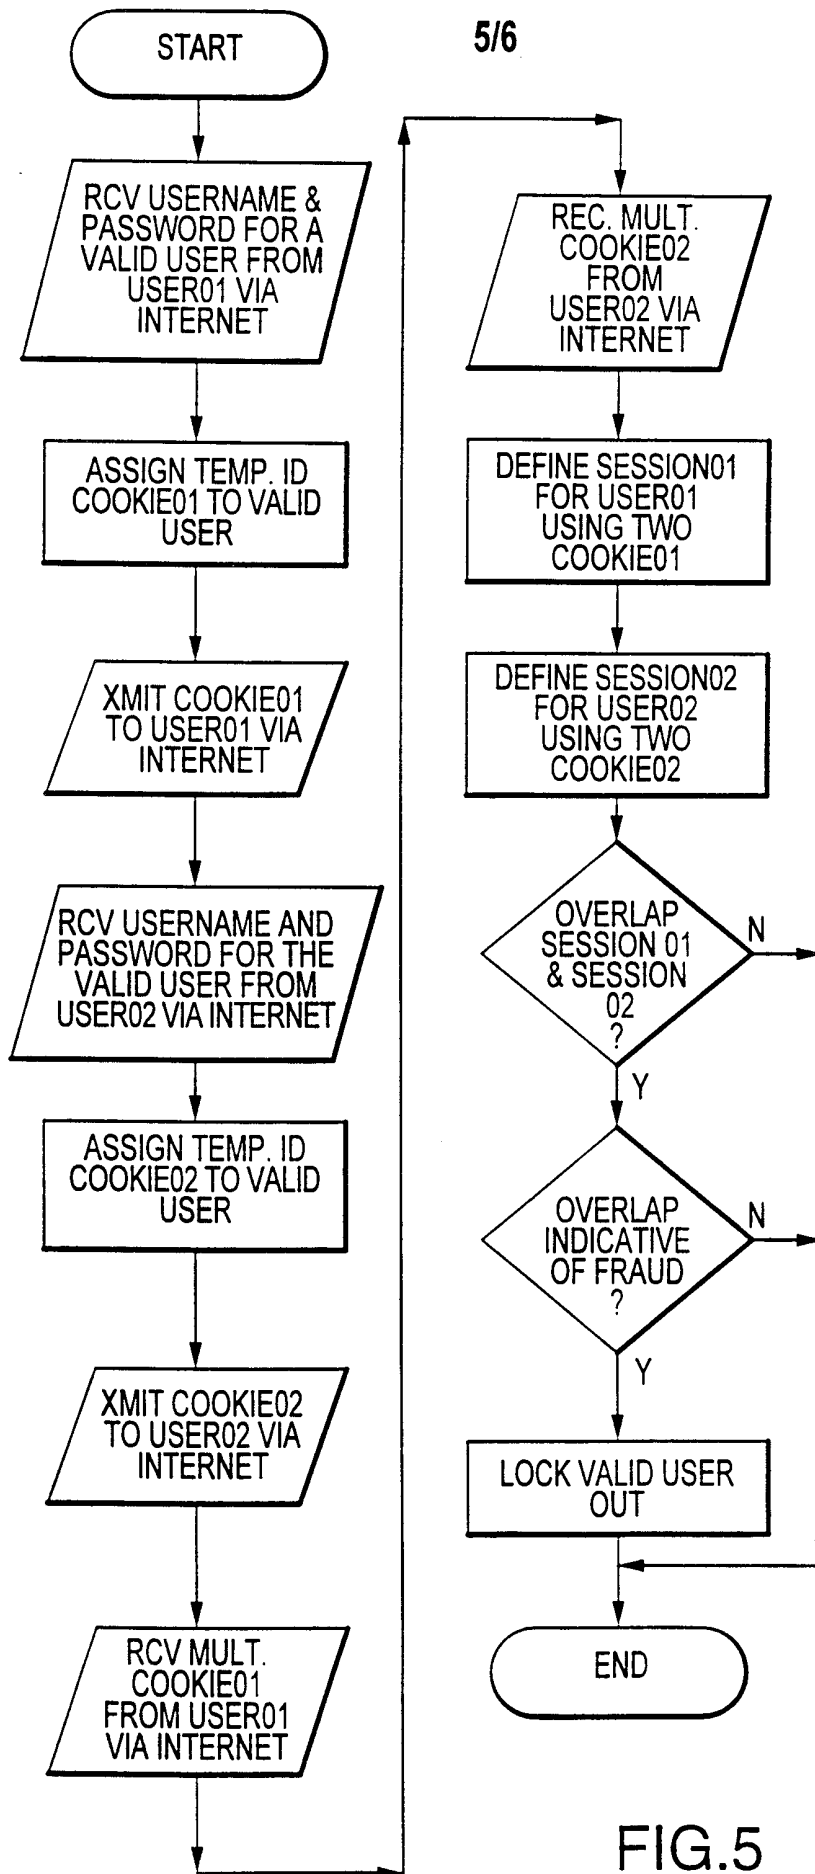 5/6
START
RCV USERNAME &
PASSWORD FOR A
VALID USER FROM
USER01 VIA
INTERNET
ASSIGN TEMP. ID
COOKIE01 TO VALID
USER
XMIT COOKIE01
TO USER01 VIA
INTERNET
RCV USERNAME AND
PASSWORD FOR THE
VALID USER FROM
USER02 VIA INTERNET
ASSIGN TEMP. ID
COOKIE02 TO VALID
USER
XMIT COOKIE02
TO USER02 VIA
INTERNET
RCV MULT.
COOKIE01
FROM USER01
VIA INTERNET
REC. MULT.
COOKIE02
FROM
USER02 VIA
INTERNET
DEFINE SESSION01
FOR USER01
USING TWO
COOKIE01
DEFINE SESSION02
FOR USER02
USING TWO
COOKIE02
OVERLAP
SESSION 01
& SESSION
02
?
N
Y
OVERLAP
INDICATIVE
OF FRAUD
?
N
Y
LOCK VALID USER
OUT
END
FIG.5